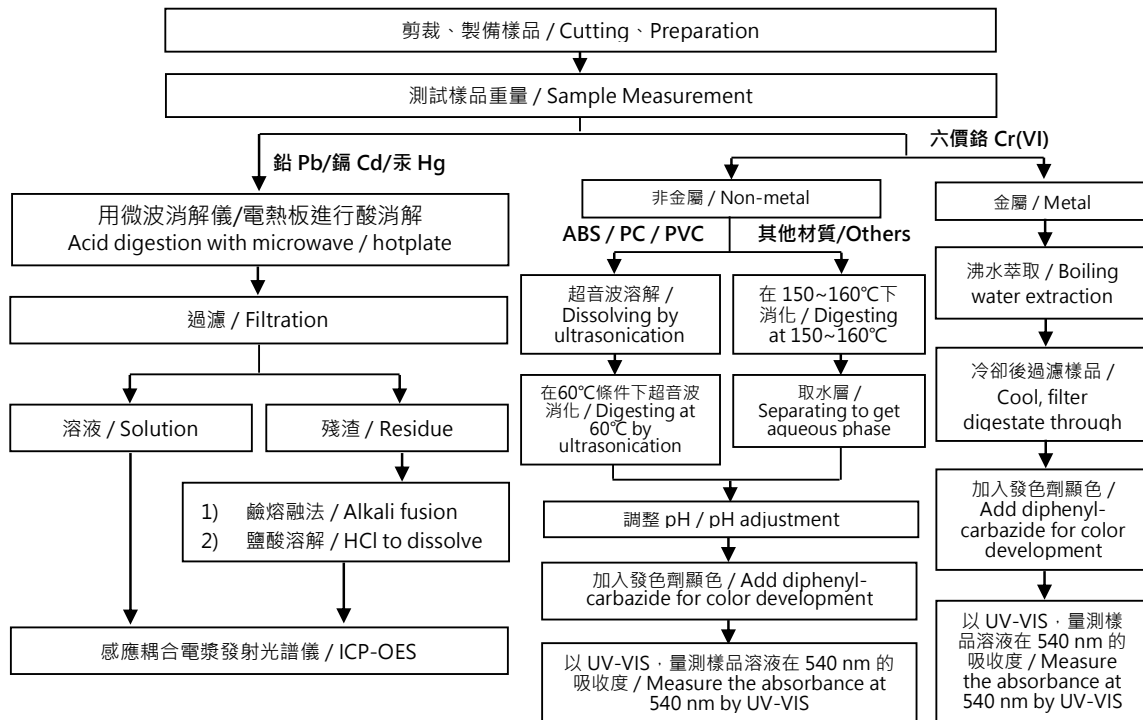 剪裁、製備樣品 / Cutting、Preparation
測試樣品重量 / Sample Measurement
鉛 Pb/鎘 Cd/汞 Hg
六價鉻 Cr(VI)
用微波消解儀/電熱板進行酸消解
Acid digestion with microwave / hotplate
過濾 / Filtration
溶液 / Solution
殘渣 / Residue
1) 鹼熔融法 / Alkali fusion
2) 鹽酸溶解 / HCl to dissolve
感應耦合電漿發射光譜儀 / ICP-OES
非金屬 / Non-metal
ABS / PC / PVC
其他材質/Others
超音波溶解 /
Dissolving by
ultrasonication
在 150~160℃下
消化 / Digesting
at 150~160℃
在60℃條件下超音波
消化 / Digesting at
60℃ by
ultrasonication
取水層 /
Separating to get
aqueous phase
調整 pH / pH adjustment
加入發色劑顯色 / Add diphenyl-
carbazide for color development
以 UV-VIS，量測樣品溶液在 540 nm 的
吸收度 / Measure the absorbance at
540 nm by UV-VIS
金屬 / Metal
沸水萃取 / Boiling
water extraction
冷卻後過濾樣品 /
Cool, filter
digestate through
加入發色劑顯色 /
Add diphenyl-
carbazide for color
development
以 UV-VIS，量測樣
品溶液在 540 nm 的
吸收度 / Measure
the absorbance at
540 nm by UV-VIS